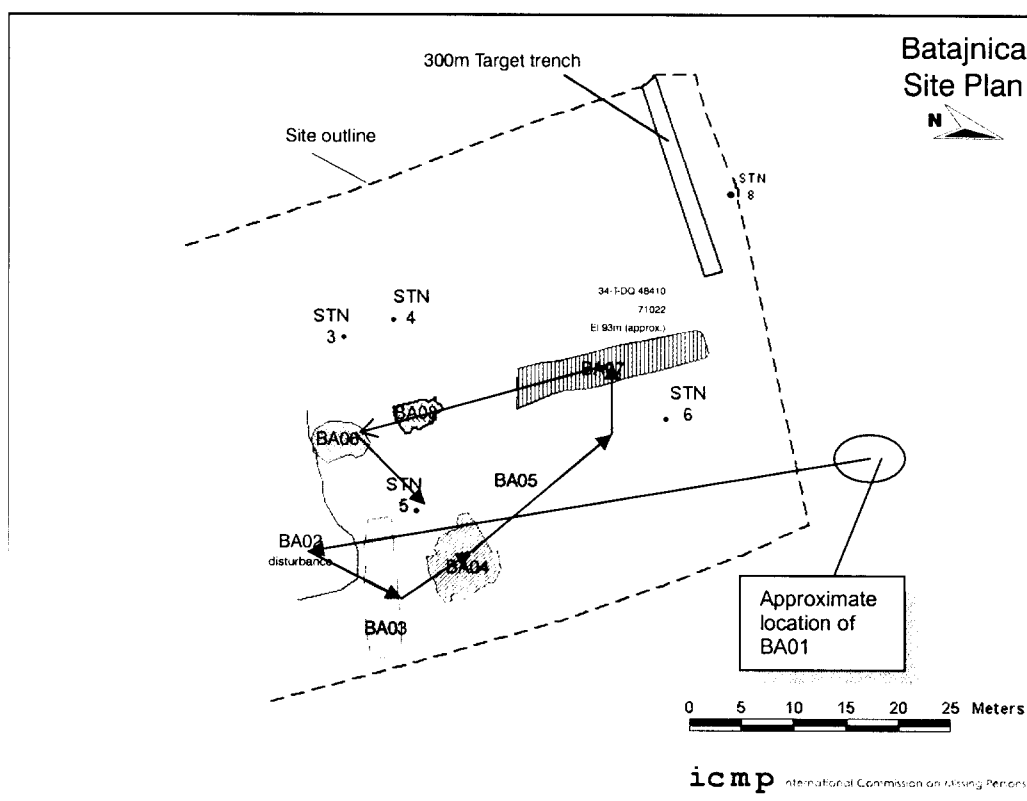 Batajnica
Site Plan
N
300m Target trench
Site outline
STN
8
34-T-DQ 48410
71022
El 93m (approx.)
STN
4
STN
3
BA07
STN
6
BA08
BA06
BA05
STN
5
BA02
disturbance
BA04
BA03
Approximate
location of
BA01
0 5 10 15 20 25 Meters
icmp International Commission on Missing Persons